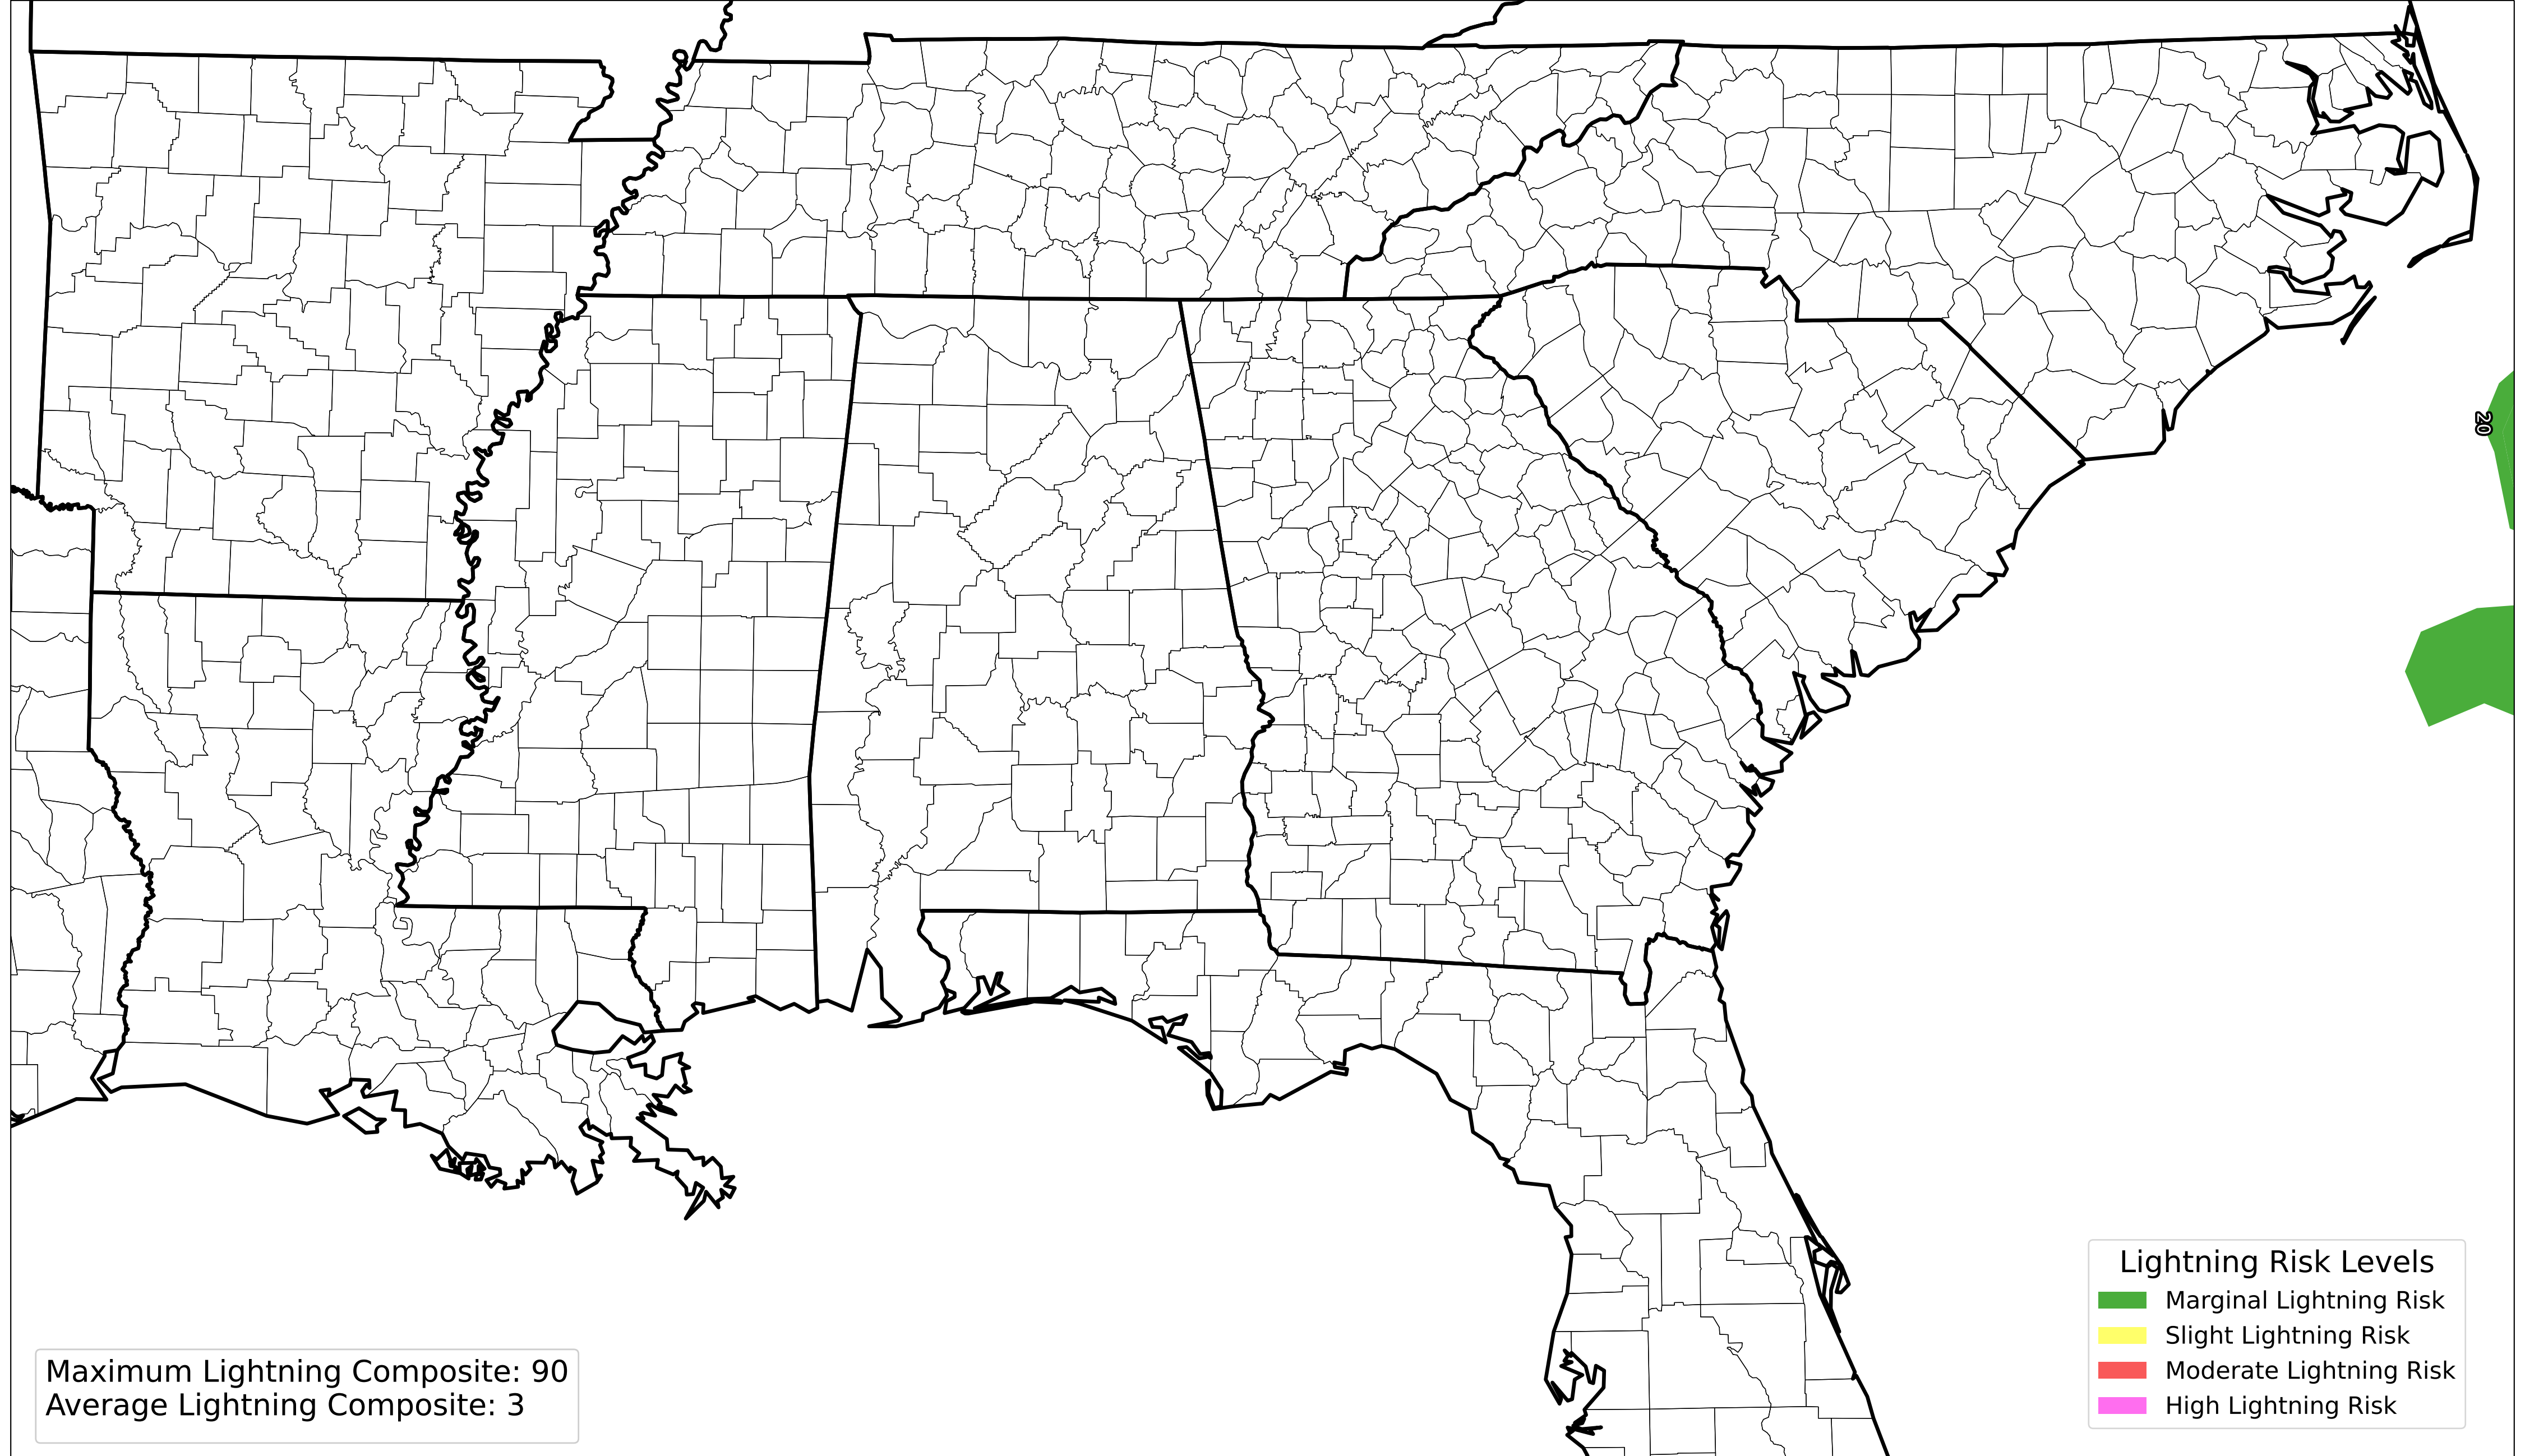 20
Lightning Risk Levels
Marginal Lightning Risk
Slight Lightning Risk
Moderate Lightning Risk
High Lightning Risk
Maximum Lightning Composite: 90
Average Lightning Composite: 3